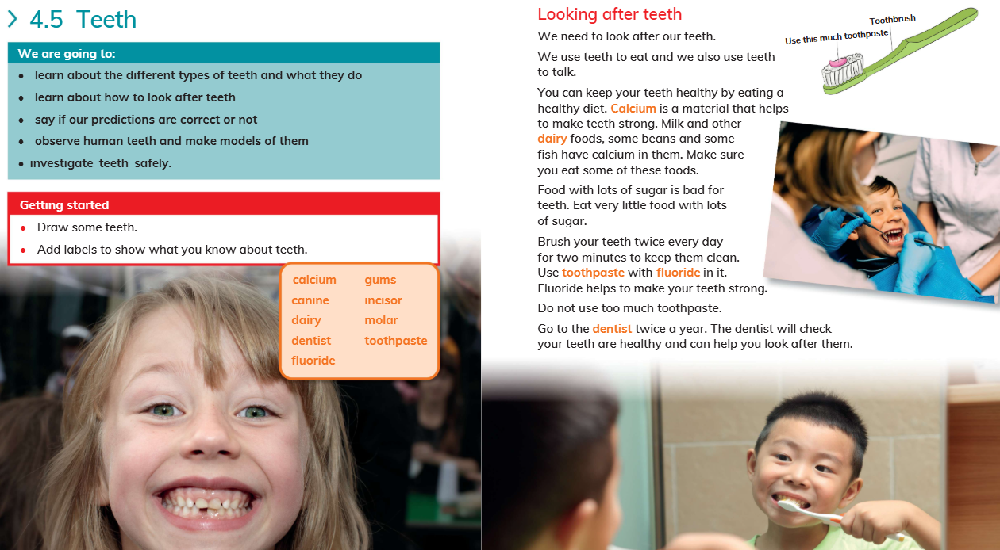 4.5 Teeth
We are going to:
• learn about the different types of teeth and what they do
• learn about how to look after teeth
• say if our predictions are correct or not
• observe human teeth and make models of them
• investigate teeth safely.
Getting started
• Draw some teeth.
• Add labels to show what you know about teeth.
calcium
canine
dairy
dentist
fluoride
gums
incisor
molar
toothpaste
Looking after teeth
We need to look after our teeth.
We use teeth to eat and we also use teeth
to talk.
You can keep your teeth healthy by eating a
healthy diet. Calcium is a material that helps
to make teeth strong. Milk and other
dairy foods, some beans and some
fish have calcium in them. Make sure
you eat some of these foods.
Food with lots of sugar is bad for
teeth. Eat very little food with lots
of sugar.
Brush your teeth twice every day
for two minutes to keep them clean.
Use toothpaste with fluoride in it.
Fluoride helps to make your teeth strong.
Do not use too much toothpaste.
Go to the dentist twice a year. The dentist will check
your teeth are healthy and can help you look after them.
Toothbrush
Use this much toothpaste